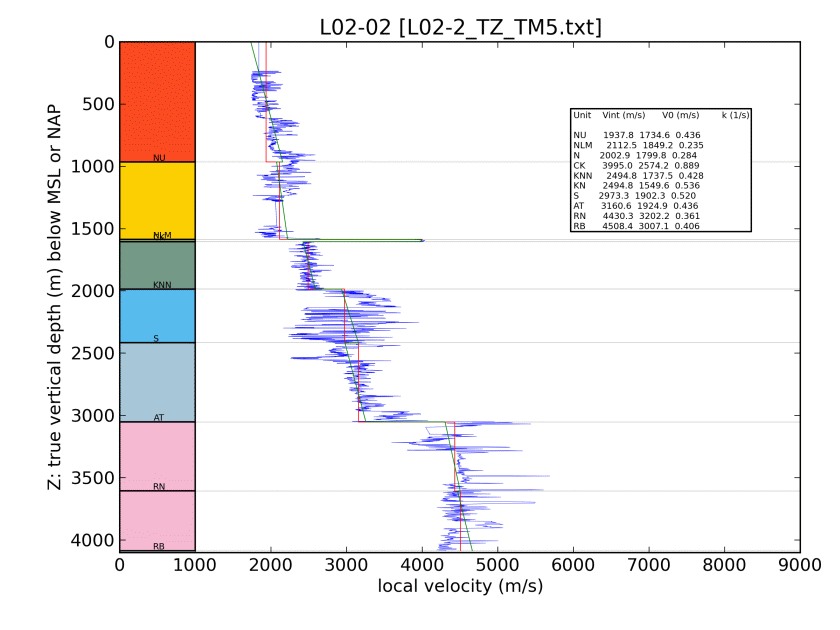 L02-02 [L02-2_TZ_TM5.txt]
0
500
1000
1500
2000
2500
3000
3500
4000
Z: true vertical depth (m) below MSL or NAP
NU
NLM
KNN
S
AT
RN
RB
Unit Vint (m/s) V0 (m/s) k (1/s)
NU 1937.8 1734.6 0.436
NLM 2112.5 1849.2 0.235
N 2002.9 1799.8 0.284
CK 3995.0 2574.2 0.889
KNN 2494.8 1737.5 0.428
KN 2494.8 1549.6 0.536
S 2973.3 1902.3 0.520
AT 3160.6 1924.9 0.436
RN 4430.3 3202.2 0.361
RB 4508.4 3007.1 0.406
0 1000 2000 3000 4000 5000 6000 7000 8000 9000
local velocity (m/s)